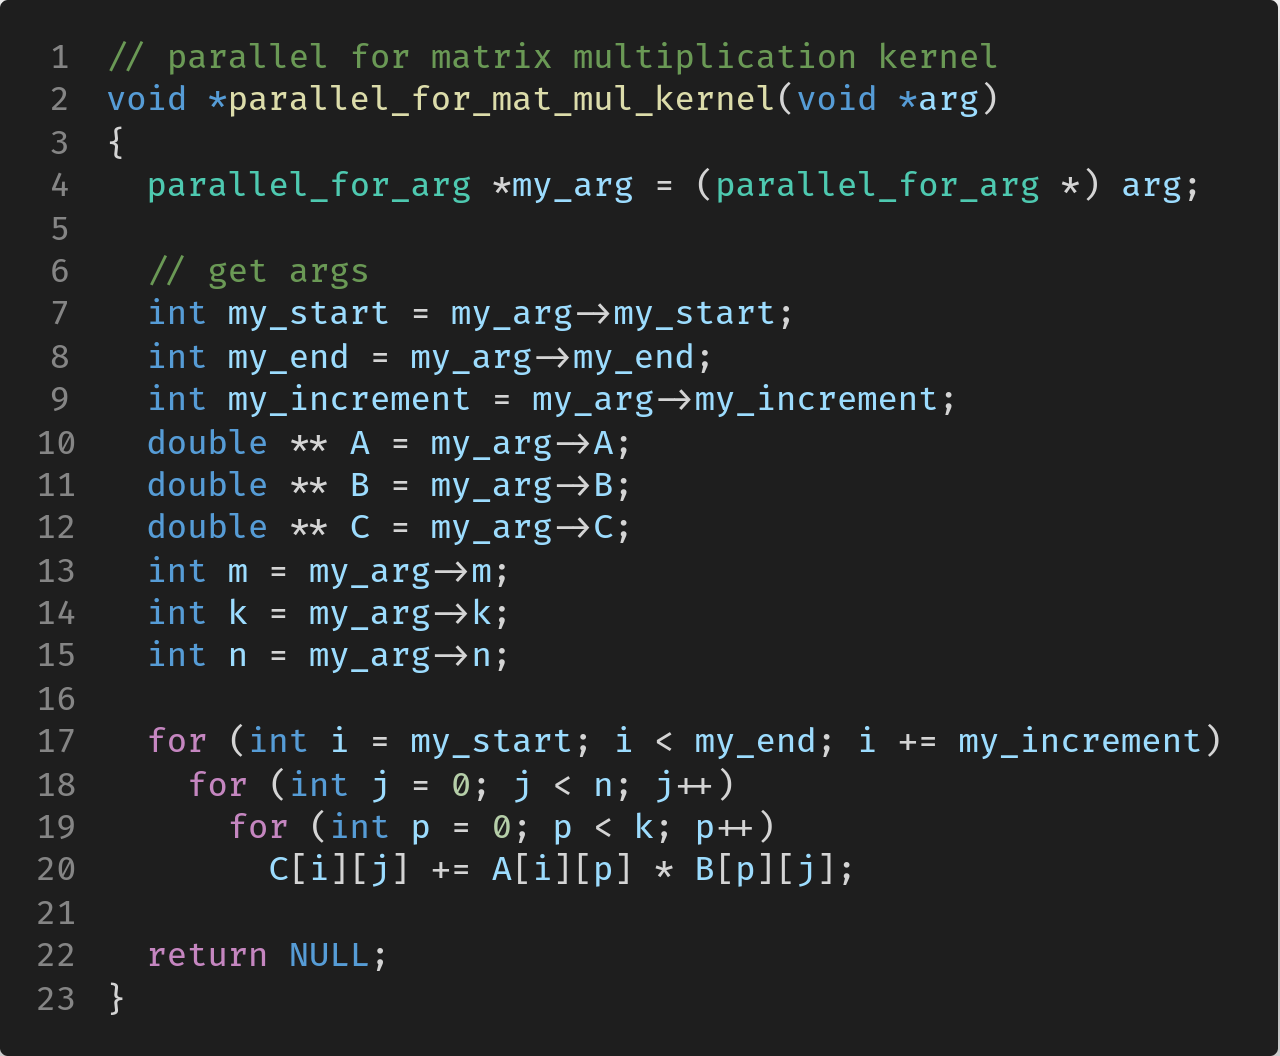 1 // parallel for matrix multiplication kernel
2 void *parallel_for_mat_mul_kernel(void *arg)
3 {
4   parallel_for_arg *my_arg = (parallel_for_arg *) arg;
5
6   // get args
7   int my_start = my_arg->my_start;
8   int my_end = my_arg->my_end;
9   int my_increment = my_arg->my_increment;
10   double ** A = my_arg->A;
11   double ** B = my_arg->B;
12   double ** C = my_arg->C;
13   int m = my_arg->m;
14   int k = my_arg->k;
15   int n = my_arg->n;
16
17   for (int i = my_start; i < my_end; i += my_increment)
18     for (int j = 0; j < n; j++)
19       for (int p = 0; p < k; p++)
20         C[i][j] += A[i][p] * B[p][j];
21
22   return NULL;
23 }